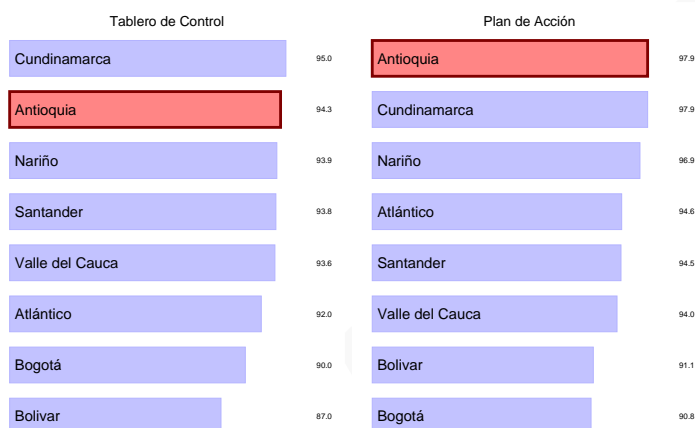 Tablero de Control
Cundinamarca 95.0
Antioquia 94.3
Nariño 93.9
Santander 93.8
Valle del Cauca 93.6
Atlántico 92.0
Bogotá 90.0
Bolivar 87.0
Plan de Acción
Antioquia 97.9
Cundinamarca 97.9
Nariño 96.9
Atlántico 94.6
Santander 94.5
Valle del Cauca 94.0
Bolivar 91.1
Bogotá 90.8